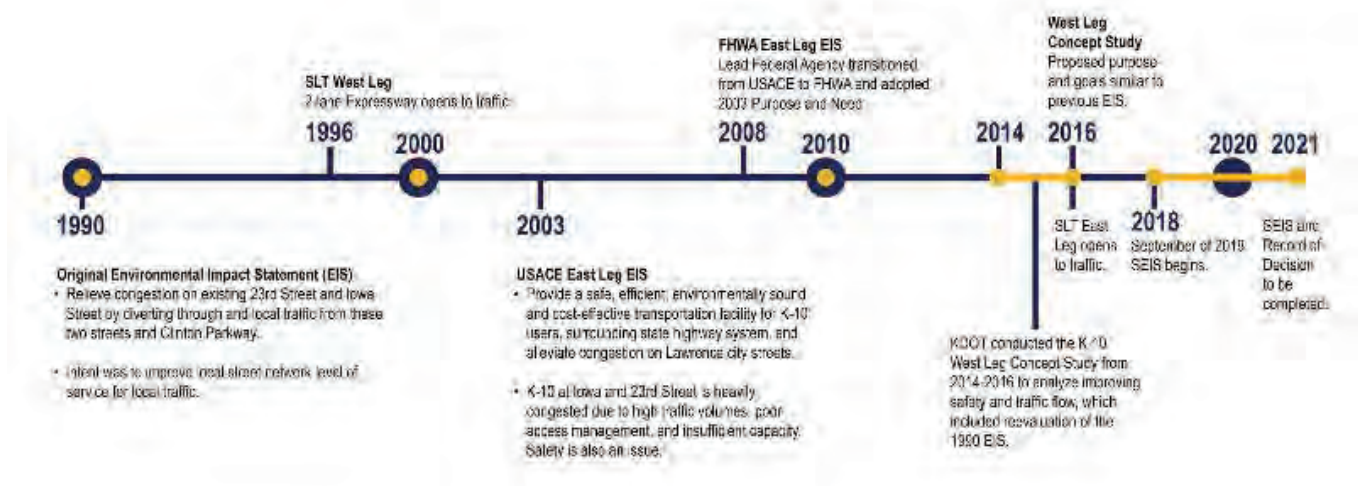 1990
Original Environmental Impact Statement (EIS)
• Relieve congestion on existing 23rd Street and Iowa
Street by diverting through and local traffic from these
two streets and Clinton Parkway.
• Intent was to improve local street network level of
service for local traffic.
SLT West Leg
2-lane Expressway opens to traffic
1996
2000
2003
USACE East Leg EIS
• Provide a safe, efficient, environmentally sound
and cost-effective transportation facility for K-10
users, surrounding state highway system, and
alleviate congestion on Lawrence city streets.
• K-10 at Iowa and 23rd Street is heavily
congested due to high traffic volumes, poor
access management, and insufficient capacity.
Safety is also an issue.
FHWA East Leg EIS
Lead Federal Agency transitioned
from USACE to FHWA and adopted
2003 Purpose and Need
2008
2010
2014
KDOT conducted the K-10
West Leg Concept Study from
2014-2016 to analyze improving
safety and traffic flow, which
included reevaluation of the
1990 EIS.
West Leg
Concept Study
Proposed purpose
and goals similar to
previous EIS.
2016
SLT East
Leg opens
to traffic.
2018
September of
SEIS begins.
2020
2021
SEIS and
Record of
Decision
to be
completed.